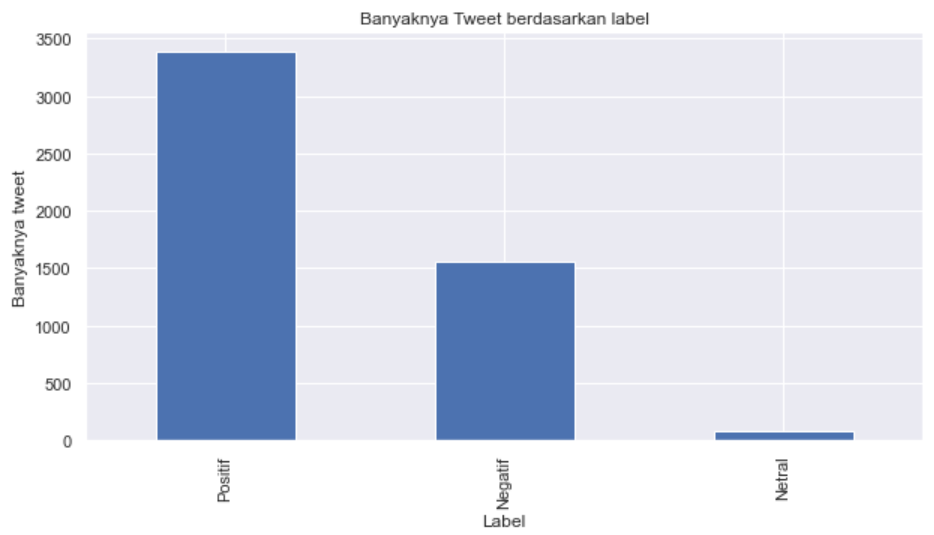 Banyaknya Tweet berdasarkan label
Banyaknya tweet
3500
3000
2500
2000
1500
1000
500
0
Positif
Negatif
Netral
Label